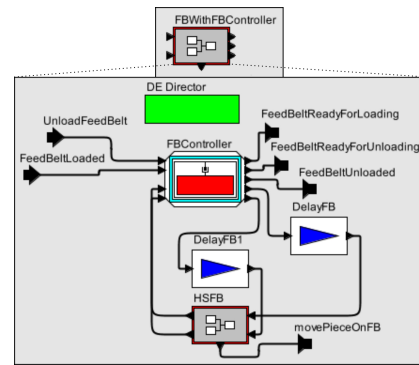 FBWithFBController
DE Director
UnloadFeedBelt
FeedBeltReadyForLoading
FBController
FeedBeltLoaded
FeedBeltReadyForUnloading
FeedBeltUnloaded
DelayFB
DelayFB1
HSFB
movePieceOnFB